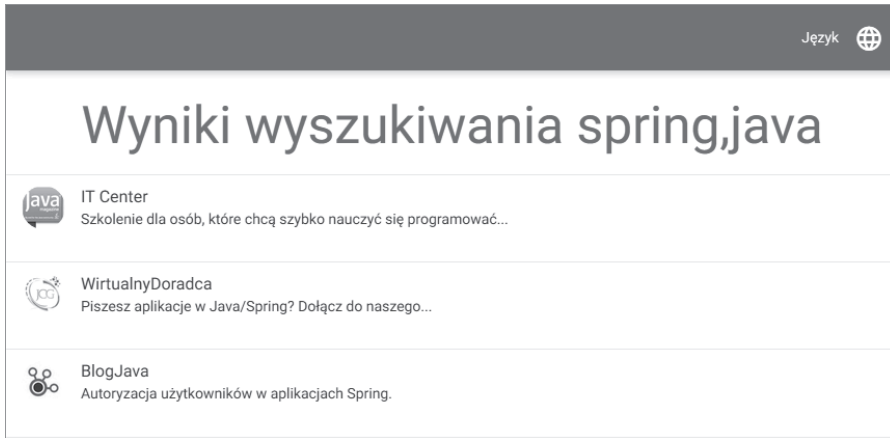 Język
Wyniki wyszukiwania spring,java
java
IT Center
Szkolenie dla osób, które chcą szybko nauczyć się programować...
WirtualnyDoradca
Piszesz aplikacje w Java/Spring? Dołącz do naszego...
BlogJava
Autoryzacja użytkowników w aplikacjach Spring.